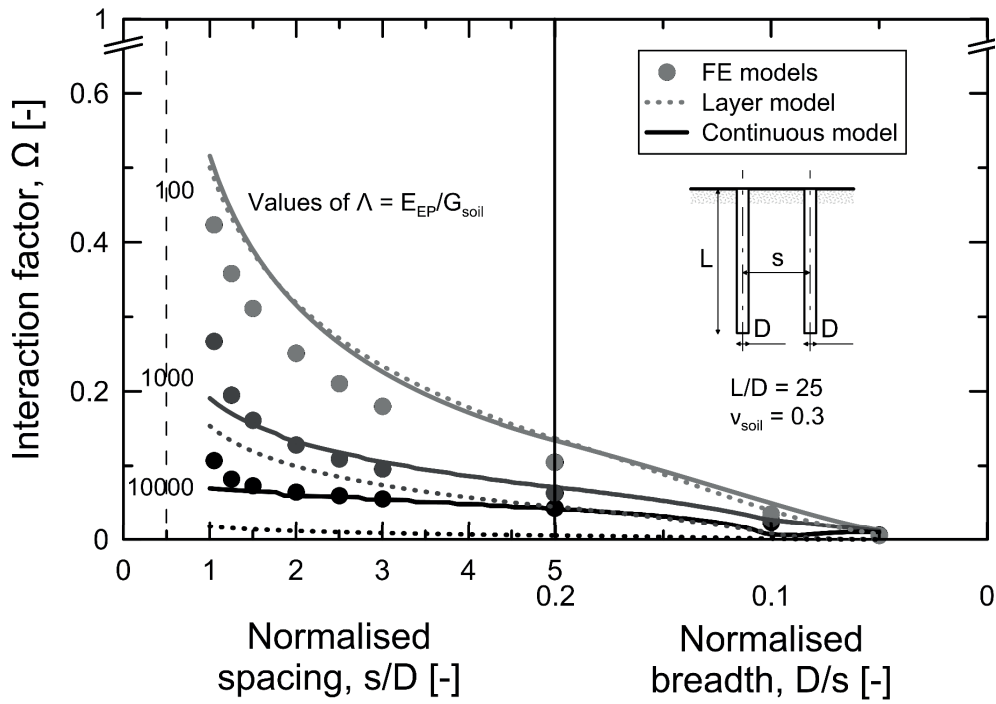 1
0.6
0.4
0.2
0
Interaction factor, Ω [-]
FE models
Layer model
Continuous model
100
1000
10000
Values of Λ = E_EP/G_soil
L
s
D
D
L/D = 25
ν_soil = 0.3
0
1
2
3
4
5
0.2
0.1
0
Normalised
spacing, s/D [-]
Normalised
breadth, D/s [-]